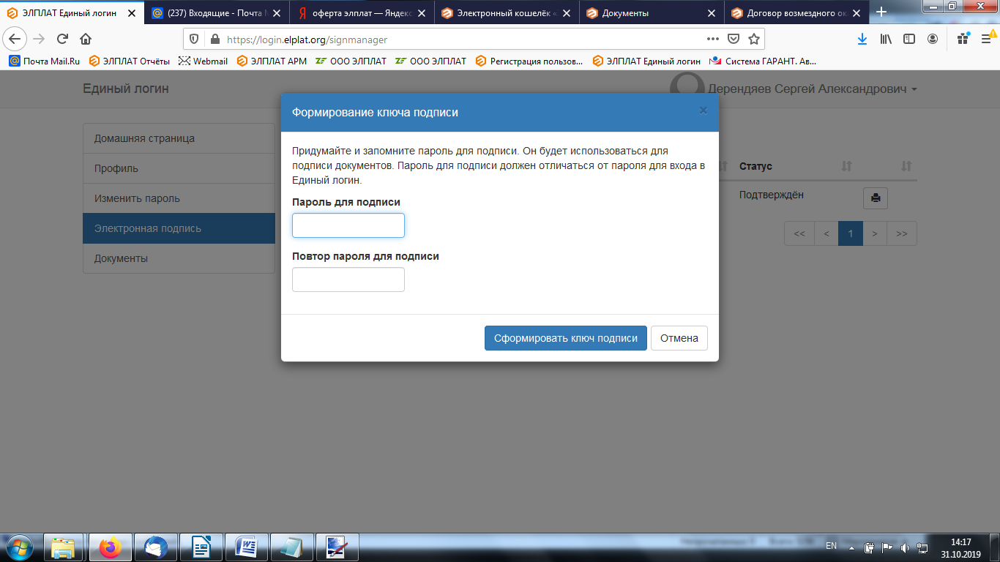 ЭЛПЛАТ Единый логин
(237) Входящие - Почта
оферта элплат — Яндекс
Электронный кошелёк
Документы
Договор возмездного ок
https://login.elplat.org/signmanager
Почта Mail.Ru
ЭЛПЛАТ Отчёты
Webmail
ЭЛПЛАТ АРМ
ООО ЭЛПЛАТ
ООО ЭЛПЛАТ
Регистрация пользов...
ЭЛПЛАТ Единый логин
Система ГАРАНТ. Ав...
Единый логин
Дерендяев Сергей Александрович
Домашняя страница
Профиль
Изменить пароль
Электронная подпись
Документы
Формирование ключа подписи
×
Придумайте и запомните пароль для подписи. Он будет использоваться для
подписи документов. Пароль для подписи должен отличаться от пароля для входа в
Единый логин.
Пароль для подписи
Повтор пароля для подписи
Сформировать ключ подписи
Отмена
Статус
Подтверждён
<< < 1 > >>
EN
14:17
31.10.2019